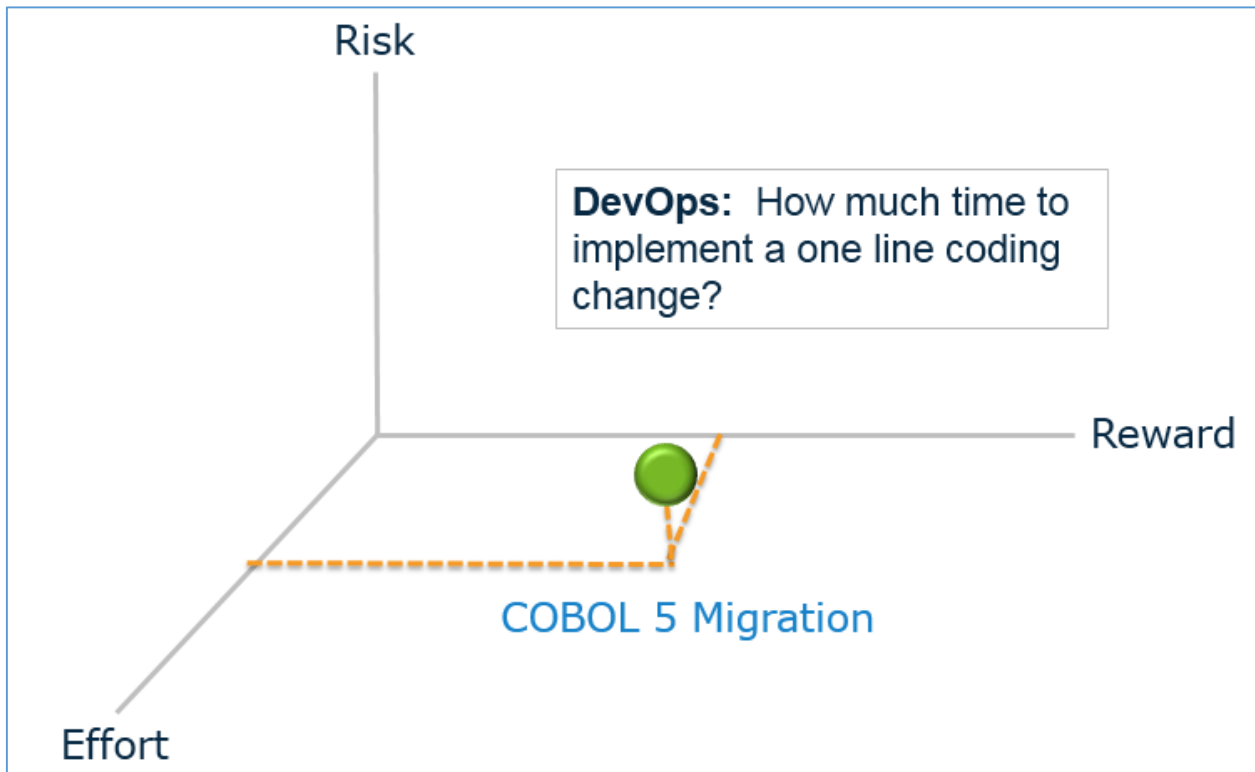 Risk
DevOps:  How much time to
implement a one line coding
change?
Reward
COBOL 5 Migration
Effort